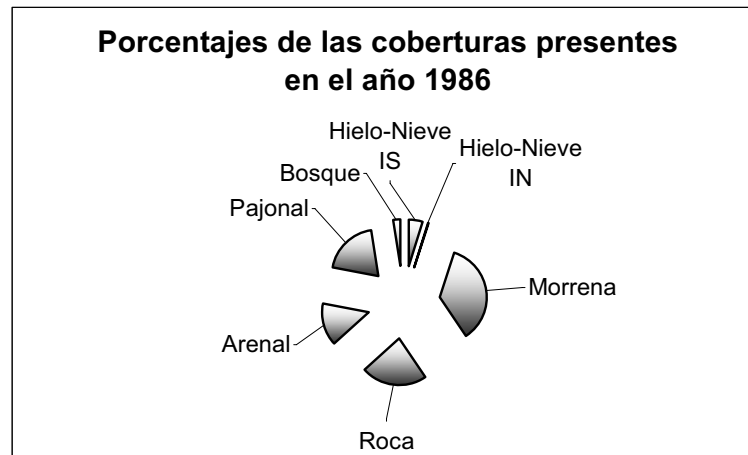 Porcentajes de las coberturas presentes
en el año 1986
Hielo-Nieve
IS
Hielo-Nieve
IN
Bosque
Pajonal
Morrena
Arenal
Roca